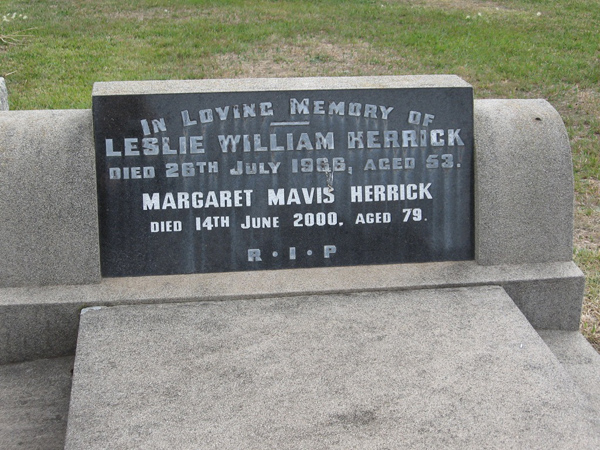 IN LOVING MEMORY OF
LESLIE WILLIAM HERRICK
DIED 26TH JULY 1966, AGED 53.
MARGARET MAVIS HERRICK
DIED 14TH JUNE 2000, AGED 79.
R · I · P